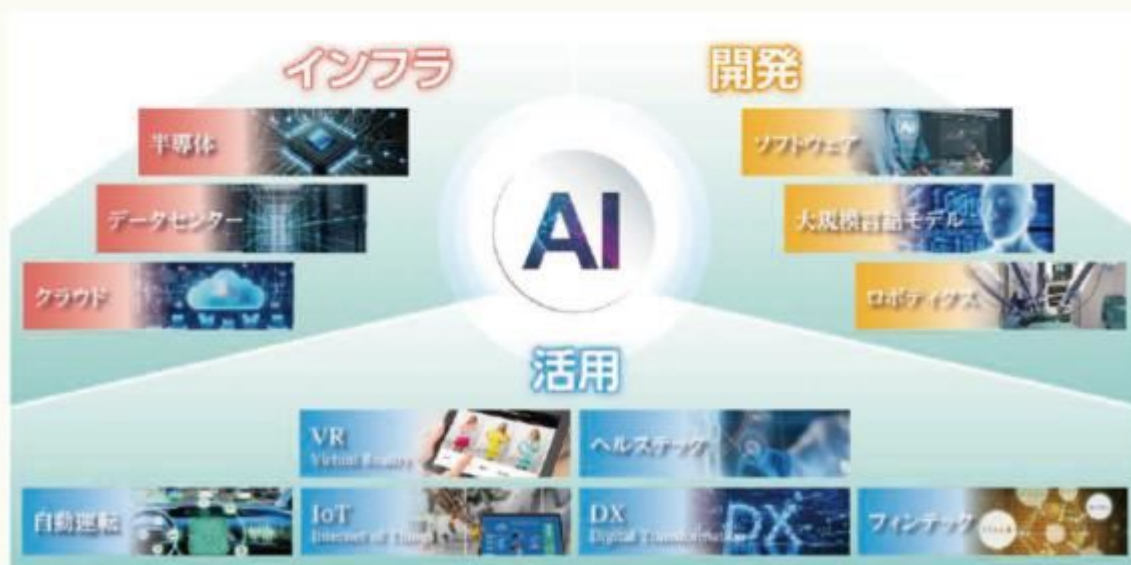 インフラ
開発
半導体
データセンター
クラウド
AI
ソフトウェア
大規模言語モデル
ロボティクス
活用
VR
Virtual Reality
ヘルステック
自動運転
IoT
Internet of Things
DX
Digital Transformation
DX
フィンテック